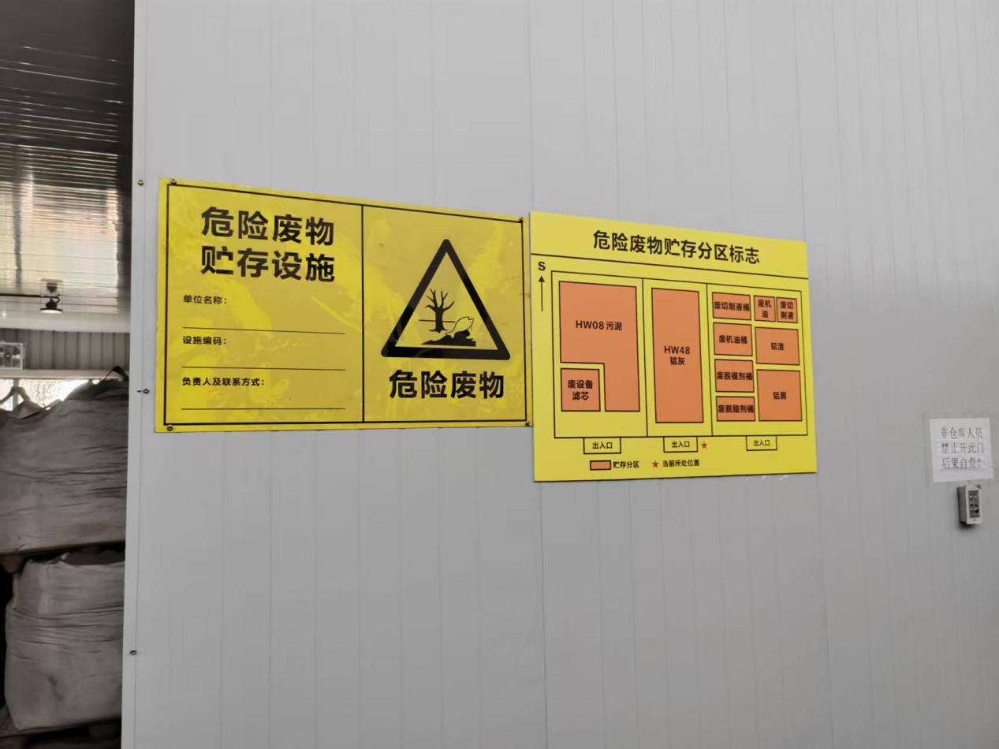 危险废物
贮存设施
单位名称：
设施编码：
负责人及联系方式：
危险废物
危险废物贮存分区标志
S
HW08 污泥
废设备
滤芯
HW48
铝灰
废切削液桶
废机
油
废切
削液
废机油桶
铝渣
废脱模剂桶
铝屑
废脱脂剂桶
出入口
出入口
出入口
贮存分区
当前所处位置
非仓库人员
禁止开此门
后果自负！